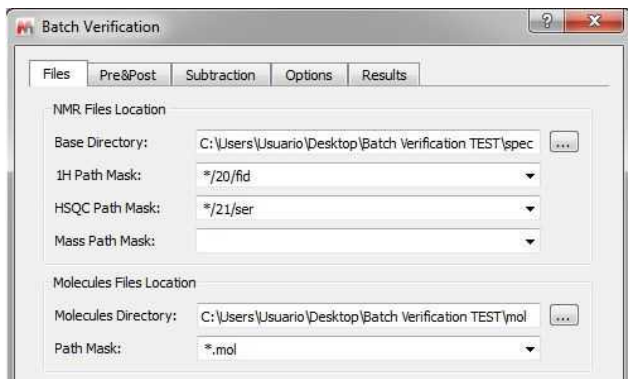 Batch Verification
Files Pre&Post Subtraction Options Results
NMR Files Location
Base Directory: C:\Users\Usuario\Desktop\Batch Verification TEST\spec ...
1H Path Mask: */20/fid
HSQC Path Mask: */21/ser
Mass Path Mask:
Molecules Files Location
Molecules Directory: C:\Users\Usuario\Desktop\Batch Verification TEST\mol ...
Path Mask: *.mol